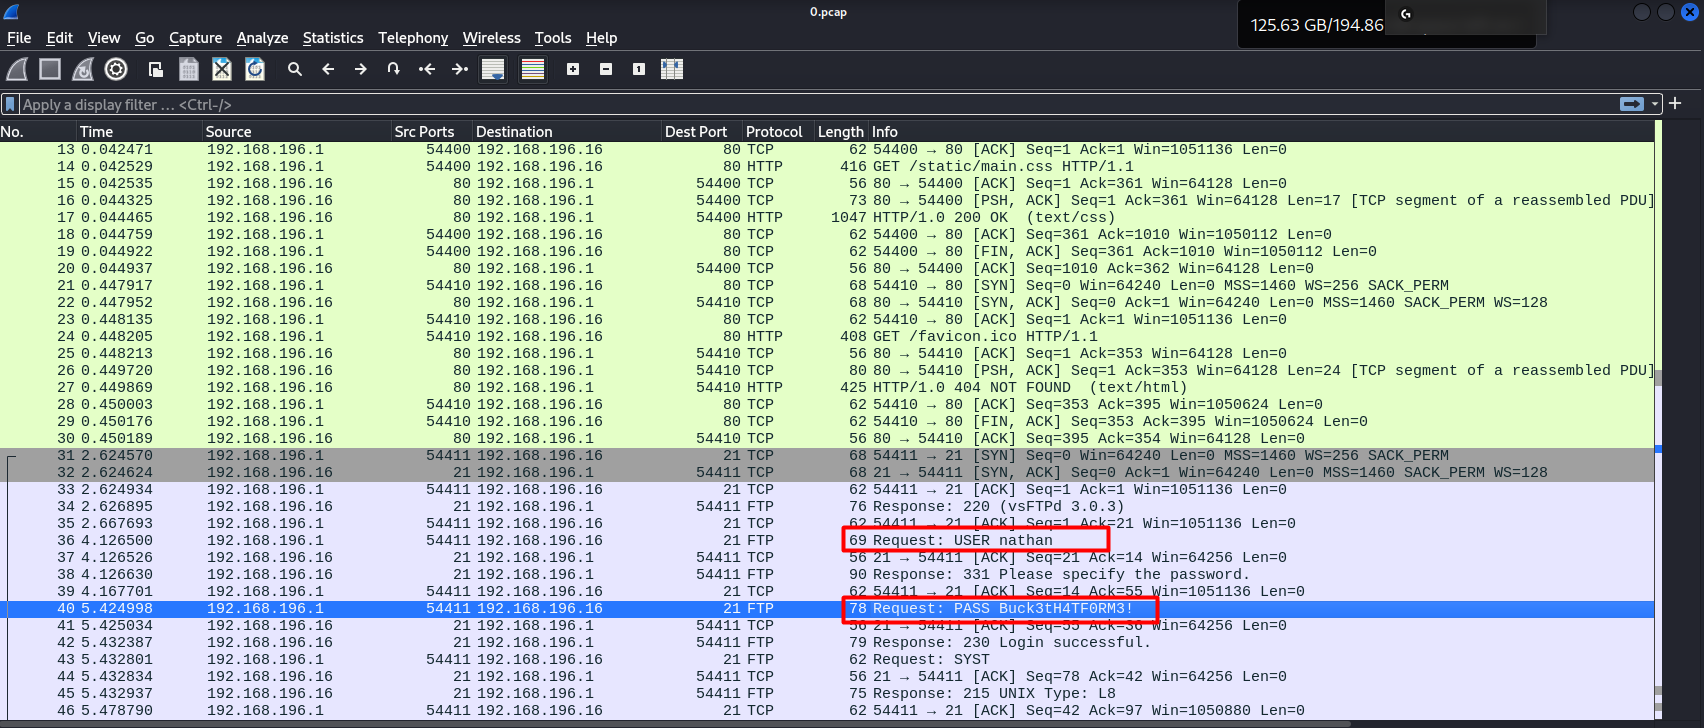 0.pcap
125.63 GB/194.86
File Edit View Go Capture Analyze Statistics Telephony Wireless Tools Help
Apply a display filter … <Ctrl-/>
No. Time Source Src Ports Destination Dest Port Protocol Length Info
13 0.042471 192.168.196.1 54400 192.168.196.16 80 TCP 62 54400 → 80 [ACK] Seq=1 Ack=1 Win=1051136 Len=0
14 0.042529 192.168.196.1 54400 192.168.196.16 80 HTTP 416 GET /static/main.css HTTP/1.1
15 0.042535 192.168.196.16 80 192.168.196.1 54400 TCP 56 80 → 54400 [ACK] Seq=1 Ack=361 Win=64128 Len=0
16 0.044325 192.168.196.16 80 192.168.196.1 54400 TCP 73 80 → 54400 [PSH, ACK] Seq=1 Ack=361 Win=64128 Len=17 [TCP segment of a reassembled PDU]
17 0.044465 192.168.196.16 80 192.168.196.1 54400 HTTP 1047 HTTP/1.0 200 OK (text/css)
18 0.044759 192.168.196.1 54400 192.168.196.16 80 TCP 62 54400 → 80 [ACK] Seq=361 Ack=1010 Win=1050112 Len=0
19 0.044922 192.168.196.1 54400 192.168.196.16 80 TCP 62 54400 → 80 [FIN, ACK] Seq=361 Ack=1010 Win=1050112 Len=0
20 0.044937 192.168.196.16 80 192.168.196.1 54400 TCP 56 80 → 54400 [ACK] Seq=1010 Ack=362 Win=64128 Len=0
21 0.447917 192.168.196.1 54410 192.168.196.16 80 TCP 68 54410 → 80 [SYN] Seq=0 Win=64240 Len=0 MSS=1460 WS=256 SACK_PERM
22 0.447952 192.168.196.16 80 192.168.196.1 54410 TCP 68 80 → 54410 [SYN, ACK] Seq=0 Ack=1 Win=64240 Len=0 MSS=1460 SACK_PERM WS=128
23 0.448135 192.168.196.1 54410 192.168.196.16 80 TCP 62 54410 → 80 [ACK] Seq=1 Ack=1 Win=1051136 Len=0
24 0.448205 192.168.196.1 54410 192.168.196.16 80 HTTP 408 GET /favicon.ico HTTP/1.1
25 0.448213 192.168.196.16 80 192.168.196.1 54410 TCP 56 80 → 54410 [ACK] Seq=1 Ack=353 Win=64128 Len=0
26 0.449720 192.168.196.16 80 192.168.196.1 54410 TCP 80 80 → 54410 [PSH, ACK] Seq=1 Ack=353 Win=64128 Len=24 [TCP segment of a reassembled PDU]
27 0.449869 192.168.196.16 80 192.168.196.1 54410 HTTP 425 HTTP/1.0 404 NOT FOUND (text/html)
28 0.450003 192.168.196.1 54410 192.168.196.16 80 TCP 62 54410 → 80 [ACK] Seq=353 Ack=395 Win=1050624 Len=0
29 0.450176 192.168.196.1 54410 192.168.196.16 80 TCP 62 54410 → 80 [FIN, ACK] Seq=353 Ack=395 Win=1050624 Len=0
30 0.450189 192.168.196.16 80 192.168.196.1 54410 TCP 56 80 → 54410 [ACK] Seq=395 Ack=354 Win=64128 Len=0
31 2.624570 192.168.196.1 54411 192.168.196.16 21 TCP 68 54411 → 21 [SYN] Seq=0 Win=64240 Len=0 MSS=1460 WS=256 SACK_PERM
32 2.624624 192.168.196.16 21 192.168.196.1 54411 TCP 68 21 → 54411 [SYN, ACK] Seq=0 Ack=1 Win=64240 Len=0 MSS=1460 SACK_PERM WS=128
33 2.624934 192.168.196.1 54411 192.168.196.16 21 TCP 62 54411 → 21 [ACK] Seq=1 Ack=1 Win=1051136 Len=0
34 2.626895 192.168.196.16 21 192.168.196.1 54411 FTP 76 Response: 220 (vsFTPd 3.0.3)
35 2.667693 192.168.196.1 54411 192.168.196.16 21 TCP 62 54411 → 21 [ACK] Seq=1 Ack=21 Win=1051136 Len=0
36 4.126500 192.168.196.1 54411 192.168.196.16 21 FTP 69 Request: USER nathan
37 4.126526 192.168.196.16 21 192.168.196.1 54411 TCP 56 21 → 54411 [ACK] Seq=21 Ack=14 Win=64256 Len=0
38 4.126630 192.168.196.16 21 192.168.196.1 54411 FTP 90 Response: 331 Please specify the password.
39 4.167701 192.168.196.1 54411 192.168.196.16 21 TCP 62 54411 → 21 [ACK] Seq=14 Ack=55 Win=1051136 Len=0
40 5.424998 192.168.196.1 54411 192.168.196.16 21 FTP 78 Request: PASS Buck3tH4TF0RM3!
41 5.425034 192.168.196.16 21 192.168.196.1 54411 TCP 56 21 → 54411 [ACK] Seq=55 Ack=36 Win=64256 Len=0
42 5.432387 192.168.196.16 21 192.168.196.1 54411 FTP 79 Response: 230 Login successful.
43 5.432801 192.168.196.1 54411 192.168.196.16 21 FTP 62 Request: SYST
44 5.432834 192.168.196.16 21 192.168.196.1 54411 TCP 56 21 → 54411 [ACK] Seq=78 Ack=42 Win=64256 Len=0
45 5.432937 192.168.196.16 21 192.168.196.1 54411 FTP 75 Response: 215 UNIX Type: L8
46 5.478790 192.168.196.1 54411 192.168.196.16 21 TCP 62 54411 → 21 [ACK] Seq=42 Ack=97 Win=1050880 Len=0